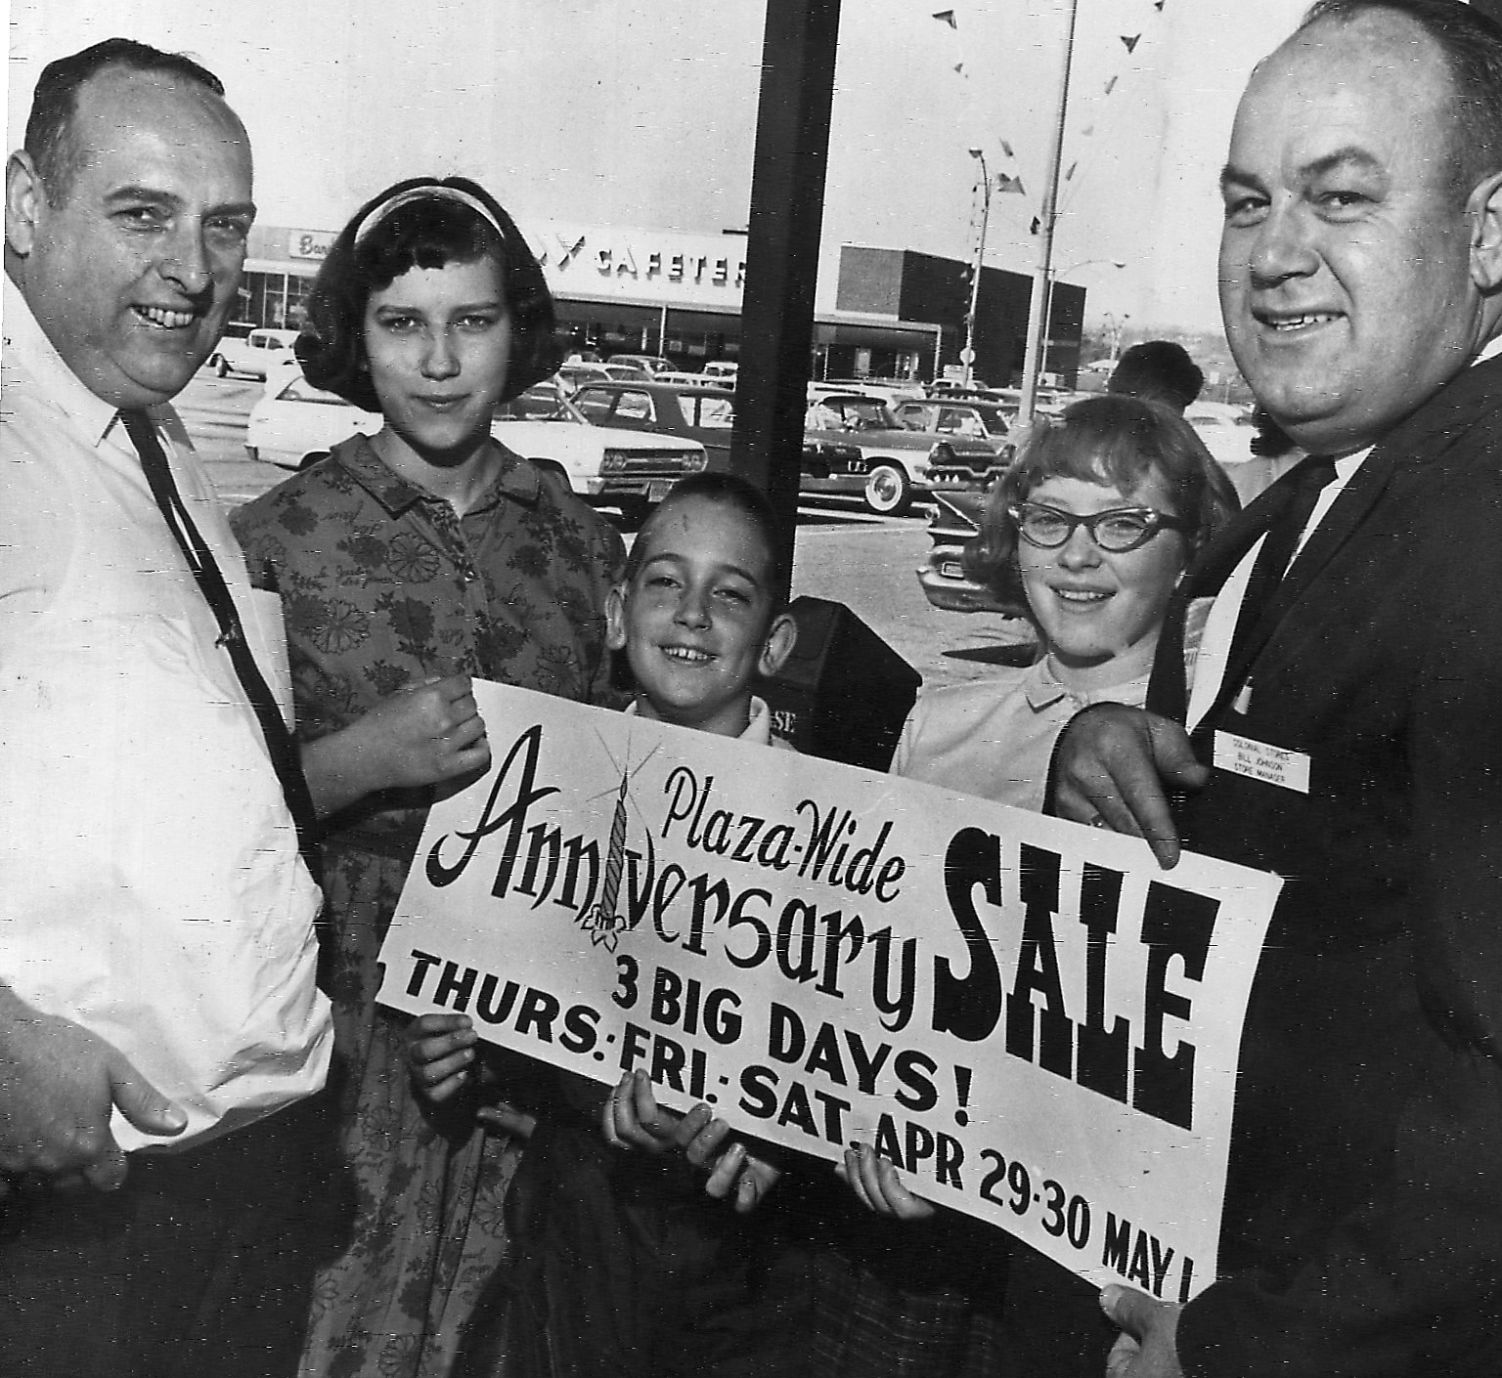 CAFETER
SE
COLONIAL STORES
BILL JOHNSON
STORE MANAGER
Plaza-Wide
Anniversary SALE
3 BIG DAYS!
THURS: FRI: SAT. APR 29-30 MAY 1